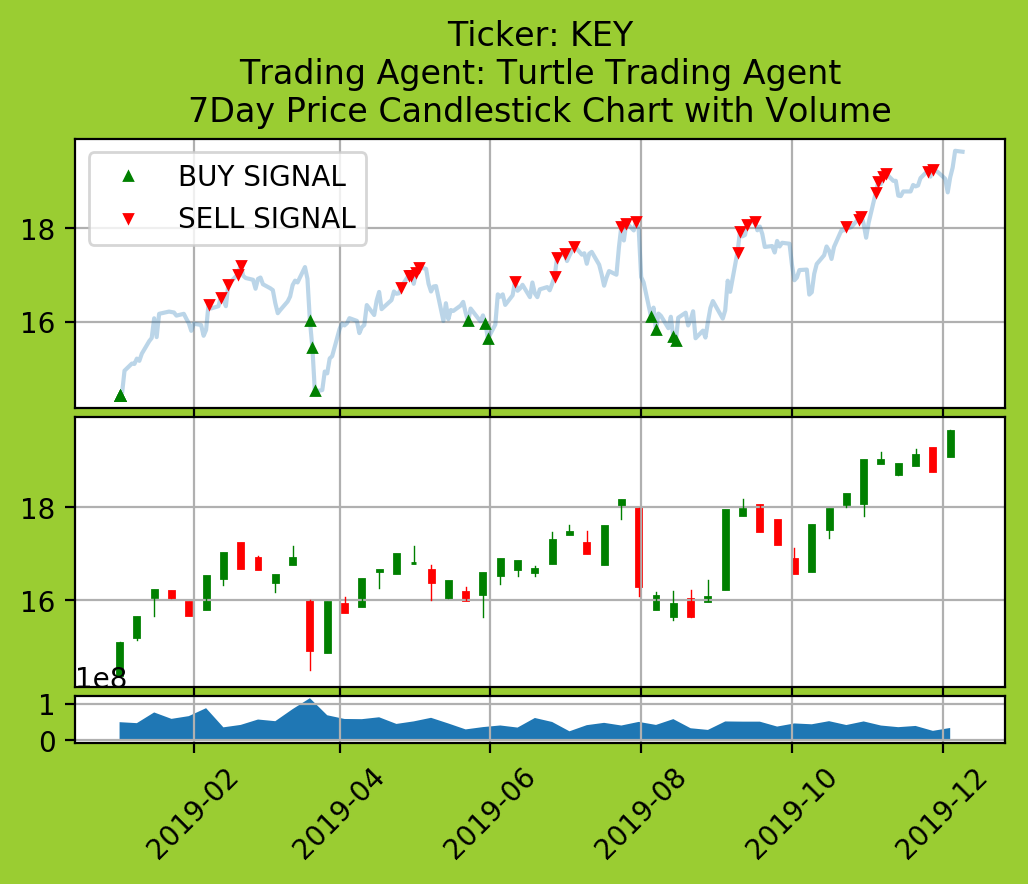 Ticker: KEY
Trading Agent: Turtle Trading Agent
7Day Price Candlestick Chart with Volume
BUY SIGNAL
SELL SIGNAL
18
16
18
16
1e8
1
0
2019-02
2019-04
2019-06
2019-08
2019-10
2019-12